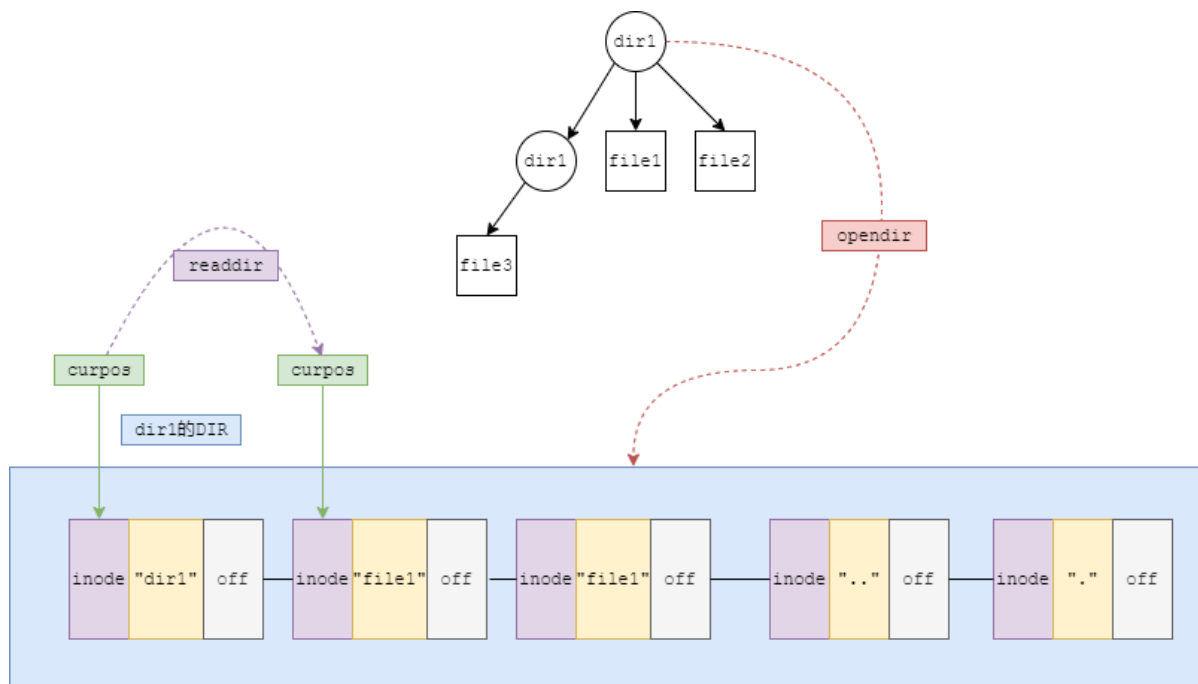 dir1
dir1
file1
file2
opendir
readdir
file3
curpos
curpos
dir1的DIR
inode "dir1" off
inode "file1" off
inode "file1" off
inode ".." off
inode "." off